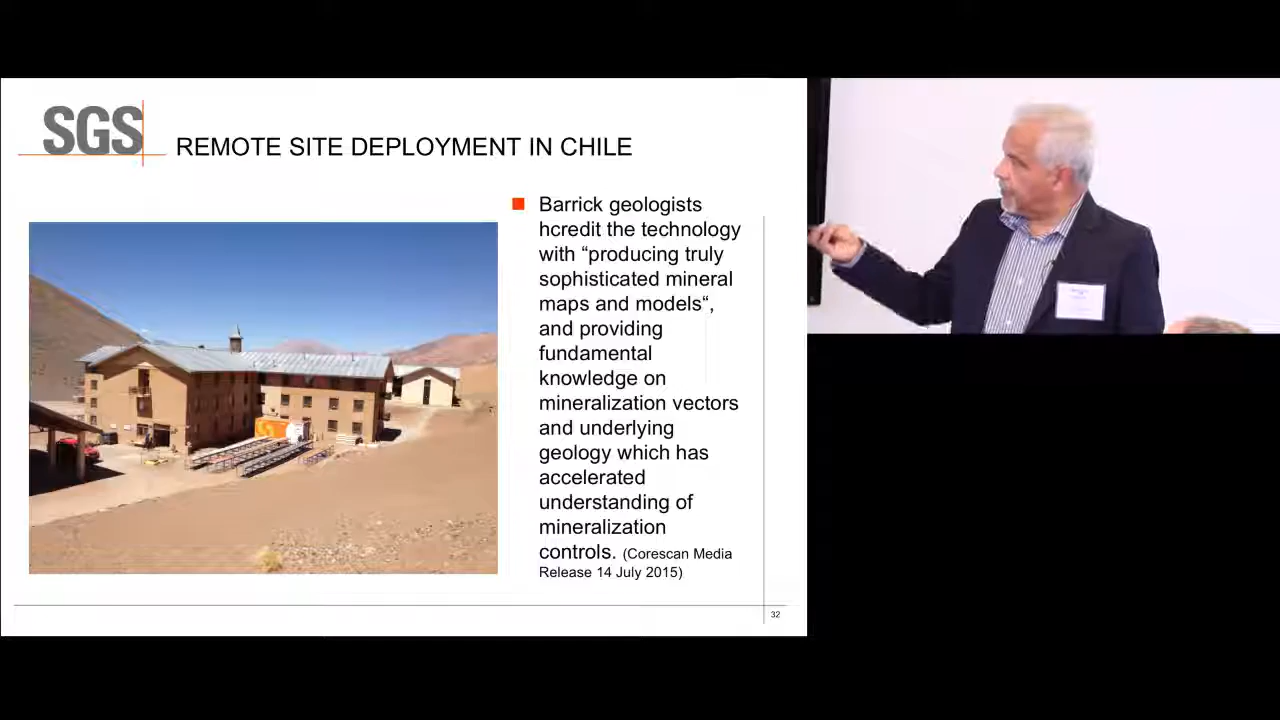 SGS
REMOTE SITE DEPLOYMENT IN CHILE
Barrick geologists
hcredit the technology
with “producing truly
sophisticated mineral
maps and models“,
and providing
fundamental
knowledge on
mineralization vectors
and underlying
geology which has
accelerated
understanding of
mineralization
controls. (Corescan Media
Release 14 July 2015)
32